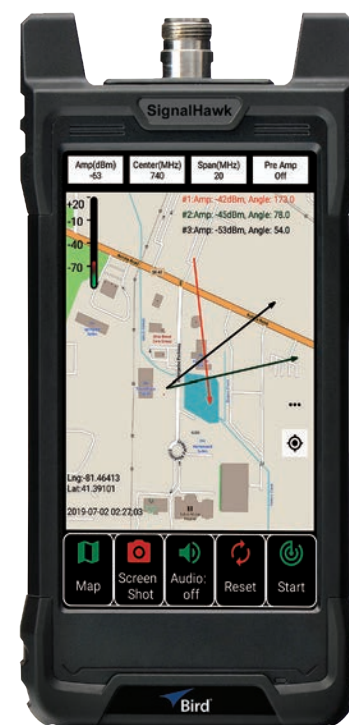 SignalHawk
Amp(dBm)
-63
Center(MHz)
740
Span(MHz)
20
Pre Amp
Off
+20
-10
-40
-70
#1:Amp: -42dBm, Angle: 173.0
#2:Amp: -45dBm, Angle: 78.0
#3:Amp: -53dBm, Angle: 54.0
Lng:-81.46413
Lat:41.39101
2019-07-02 02:27:03
Map
Screen
Shot
Audio:
off
Reset
Start
Bird